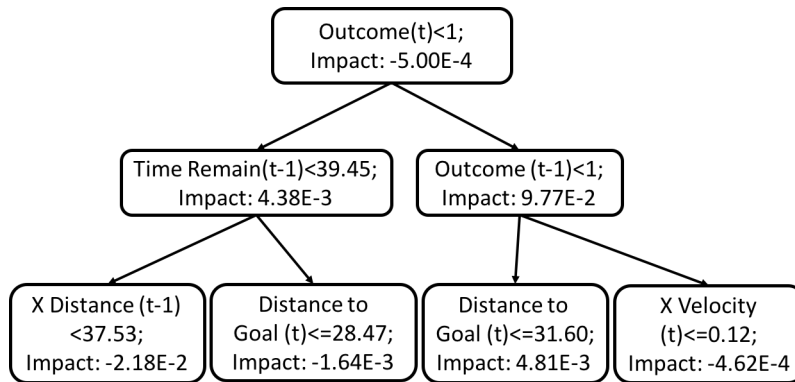 Outcome(t)<1;
Impact: -5.00E-4
Time Remain(t-1)<39.45;
Impact: 4.38E-3
Outcome (t-1)<1;
Impact: 9.77E-2
X Distance (t-1)
<37.53;
Impact: -2.18E-2
Distance to
Goal (t)<=28.47;
Impact: -1.64E-3
Distance to
Goal (t)<=31.60;
Impact: 4.81E-3
X Velocity
(t)<=0.12;
Impact: -4.62E-4